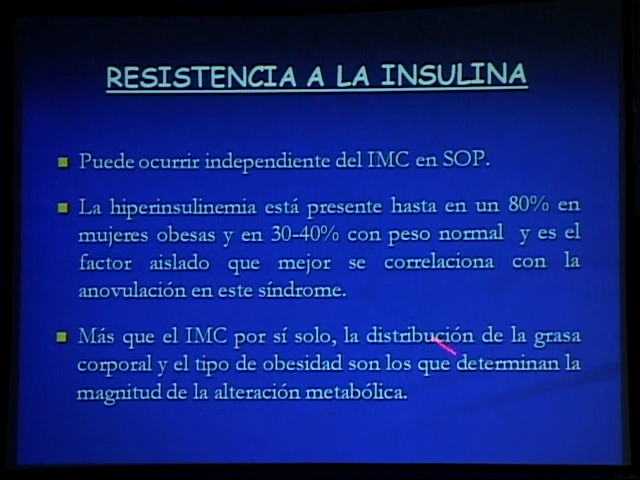 RESISTENCIA A LA INSULINA
Puede ocurrir independiente del IMC en SOP.
La hiperinsulinemia está presente hasta en un 80% en
mujeres obesas y en 30-40% con peso normal y es el
factor aislado que mejor se correlaciona con la
anovulación en este síndrome.
Más que el IMC por sí solo, la distribución de la grasa
corporal y el tipo de obesidad son los que determinan la
magnitud de la alteración metabólica.